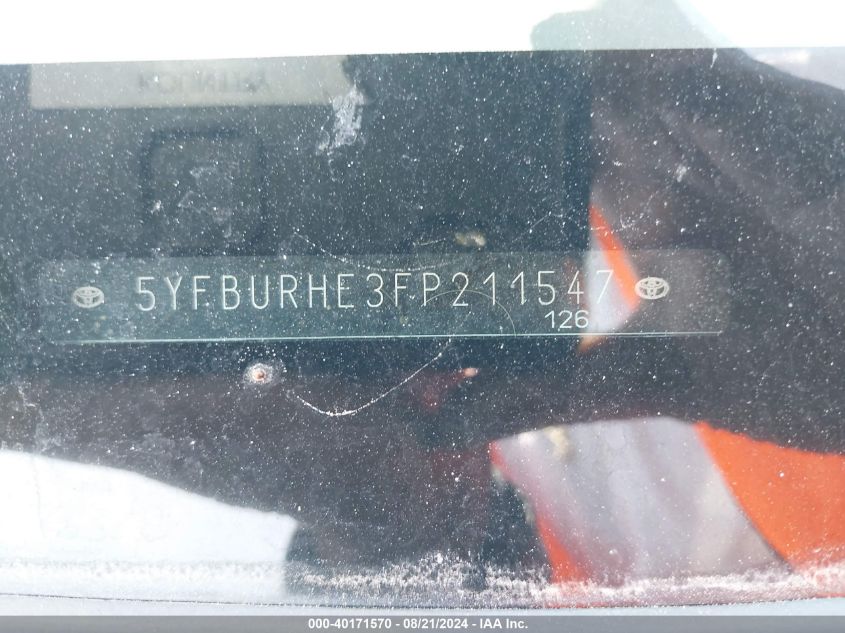 5YFBURHE3FP211547
126
000-40171570 - 08/21/2024 - IAA Inc.